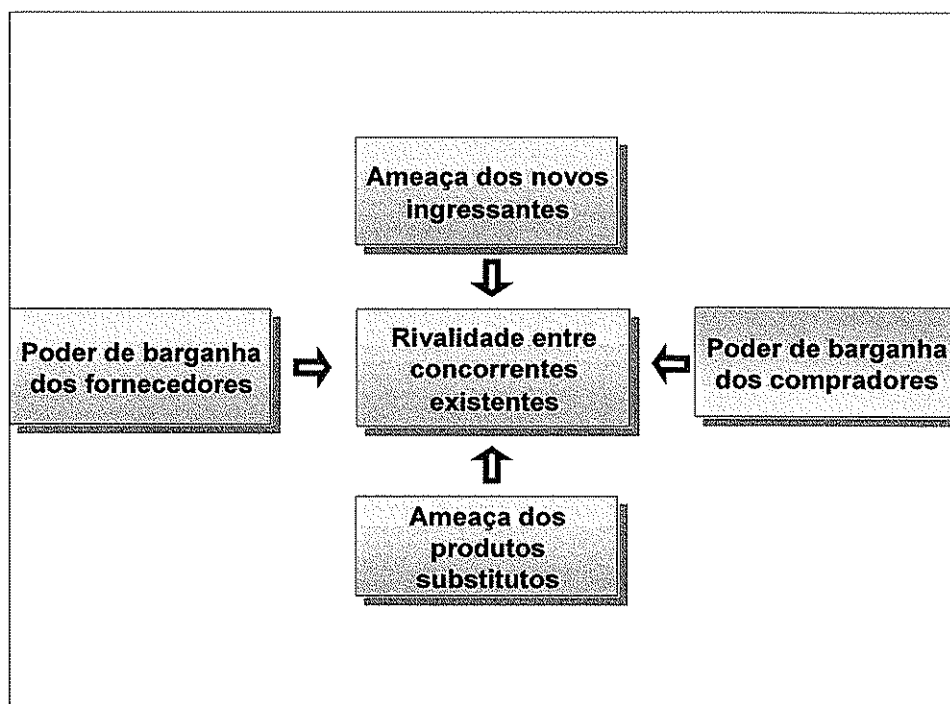 Ameaça dos novos
ingressantes
Poder de barganha
dos fornecedores
Rivalidade entre
concorrentes
existentes
Poder de barganha
dos compradores
Ameaça dos
produtos
substitutos